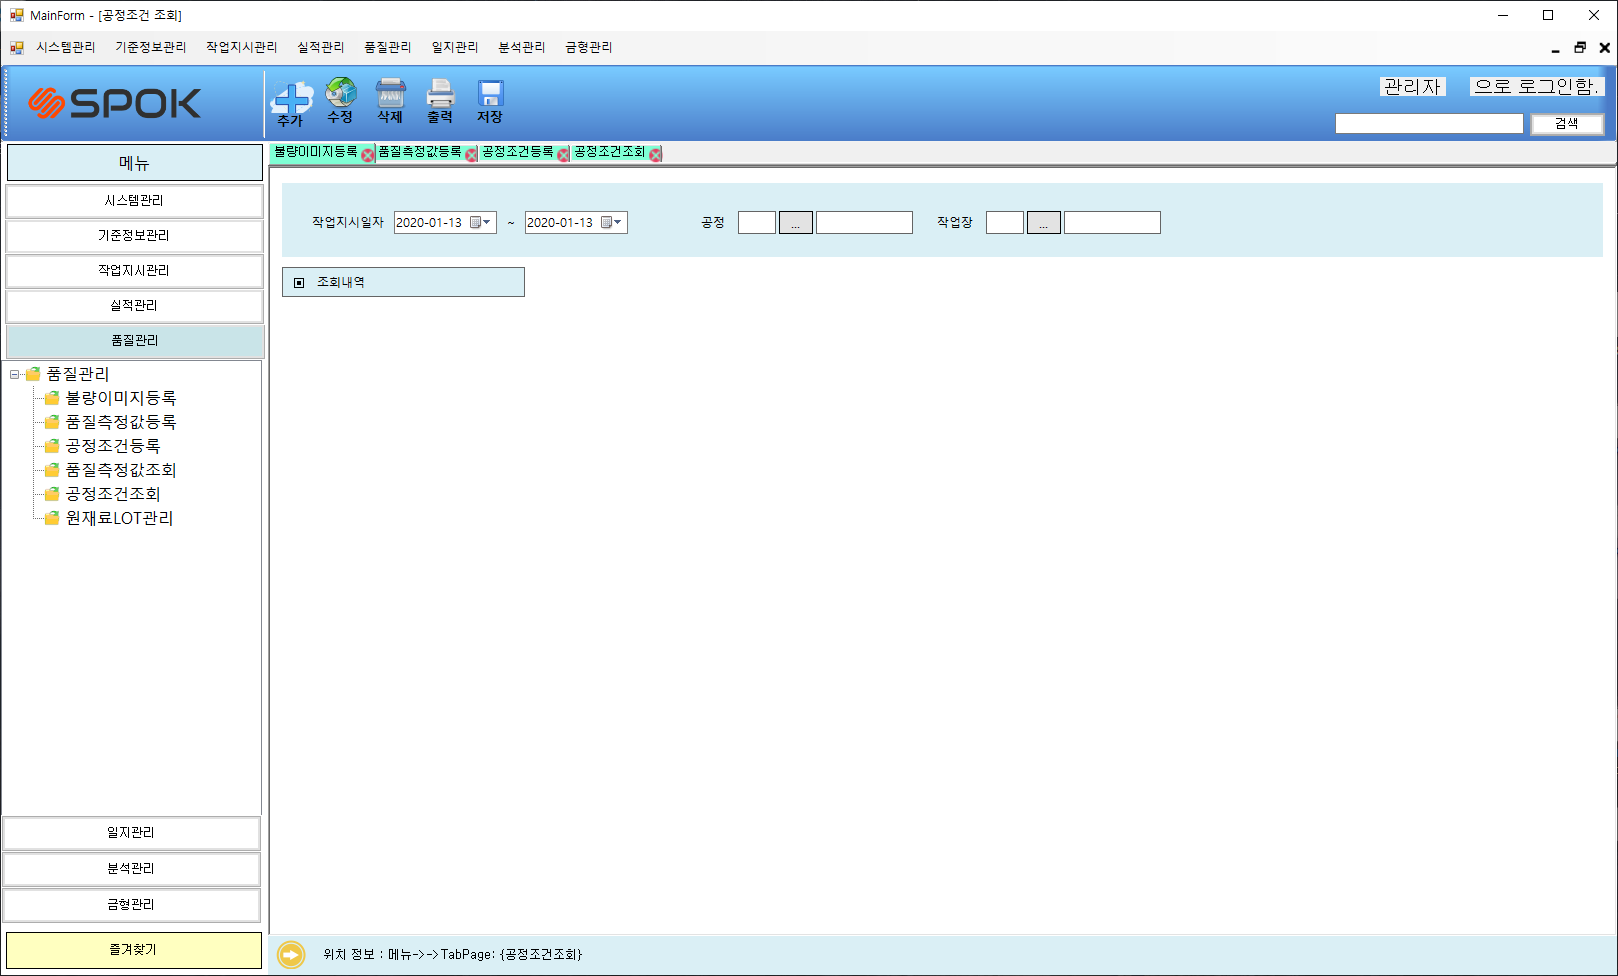 MainForm - [공정조건 조회]
시스템관리 기준정보관리 작업지시관리 실적관리 품질관리 일지관리 분석관리 금형관리
SPOK
추가 수정 삭제 출력 저장
관리자 으로 로그인함.
검색
메뉴
불량이미지등록 품질측정값등록 공정조건등록 공정조건조회
시스템관리
기준정보관리
작업지시관리
실적관리
품질관리
작업지시일자 2020-01-13 ~ 2020-01-13 공정 ... 작업장 ...
조회내역
품질관리
불량이미지등록
품질측정값등록
공정조건등록
품질측정값조회
공정조건조회
원재료LOT관리
일지관리
분석관리
금형관리
즐겨찾기
위치 정보 : 메뉴->->TabPage: {공정조건조회}